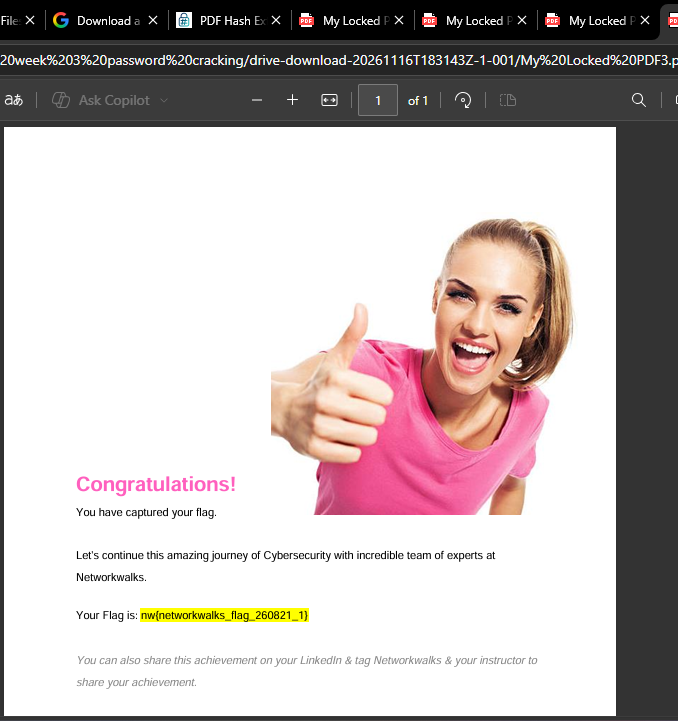 File
Download a
PDF Hash Ex
My Locked P
My Locked P
My Locked P
20week%203%20password%20cracking/drive-download-20261116T183143Z-1-001/My%20Locked%20PDF3.p
aあ Ask Copilot 1 of 1
Congratulations!
You have captured your flag.
Let's continue this amazing journey of Cybersecurity with incredible team of experts at
Networkwalks.
Your Flag is: nw{networkwalks_flag_260821_1}
You can also share this achievement on your LinkedIn & tag Networkwalks & your instructor to
share your achievement.